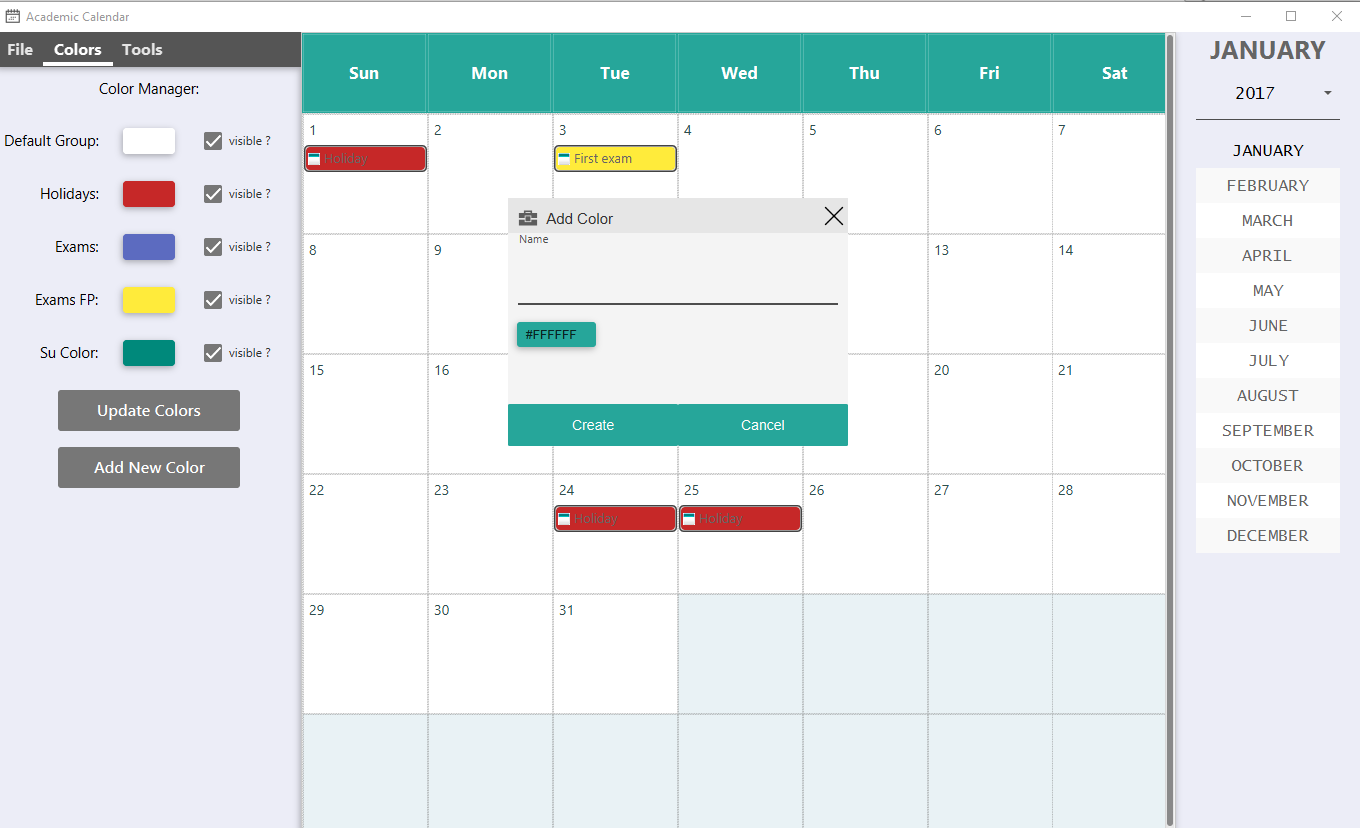 Academic Calendar
File Colors Tools
Color Manager:
Default Group: visible ?
Holidays: visible ?
Exams: visible ?
Exams FP: visible ?
Su Color: visible ?
Update Colors
Add New Color
Sun Mon Tue Wed Thu Fri Sat
1 2 3 4 5 6 7
Holiday First exam
8 9 13 14
15 16 20 21
22 23 24 25 26 27 28
Holiday Holiday
29 30 31
Add Color
Name
#FFFFFF
Create Cancel
JANUARY
2017
JANUARY
FEBRUARY
MARCH
APRIL
MAY
JUNE
JULY
AUGUST
SEPTEMBER
OCTOBER
NOVEMBER
DECEMBER